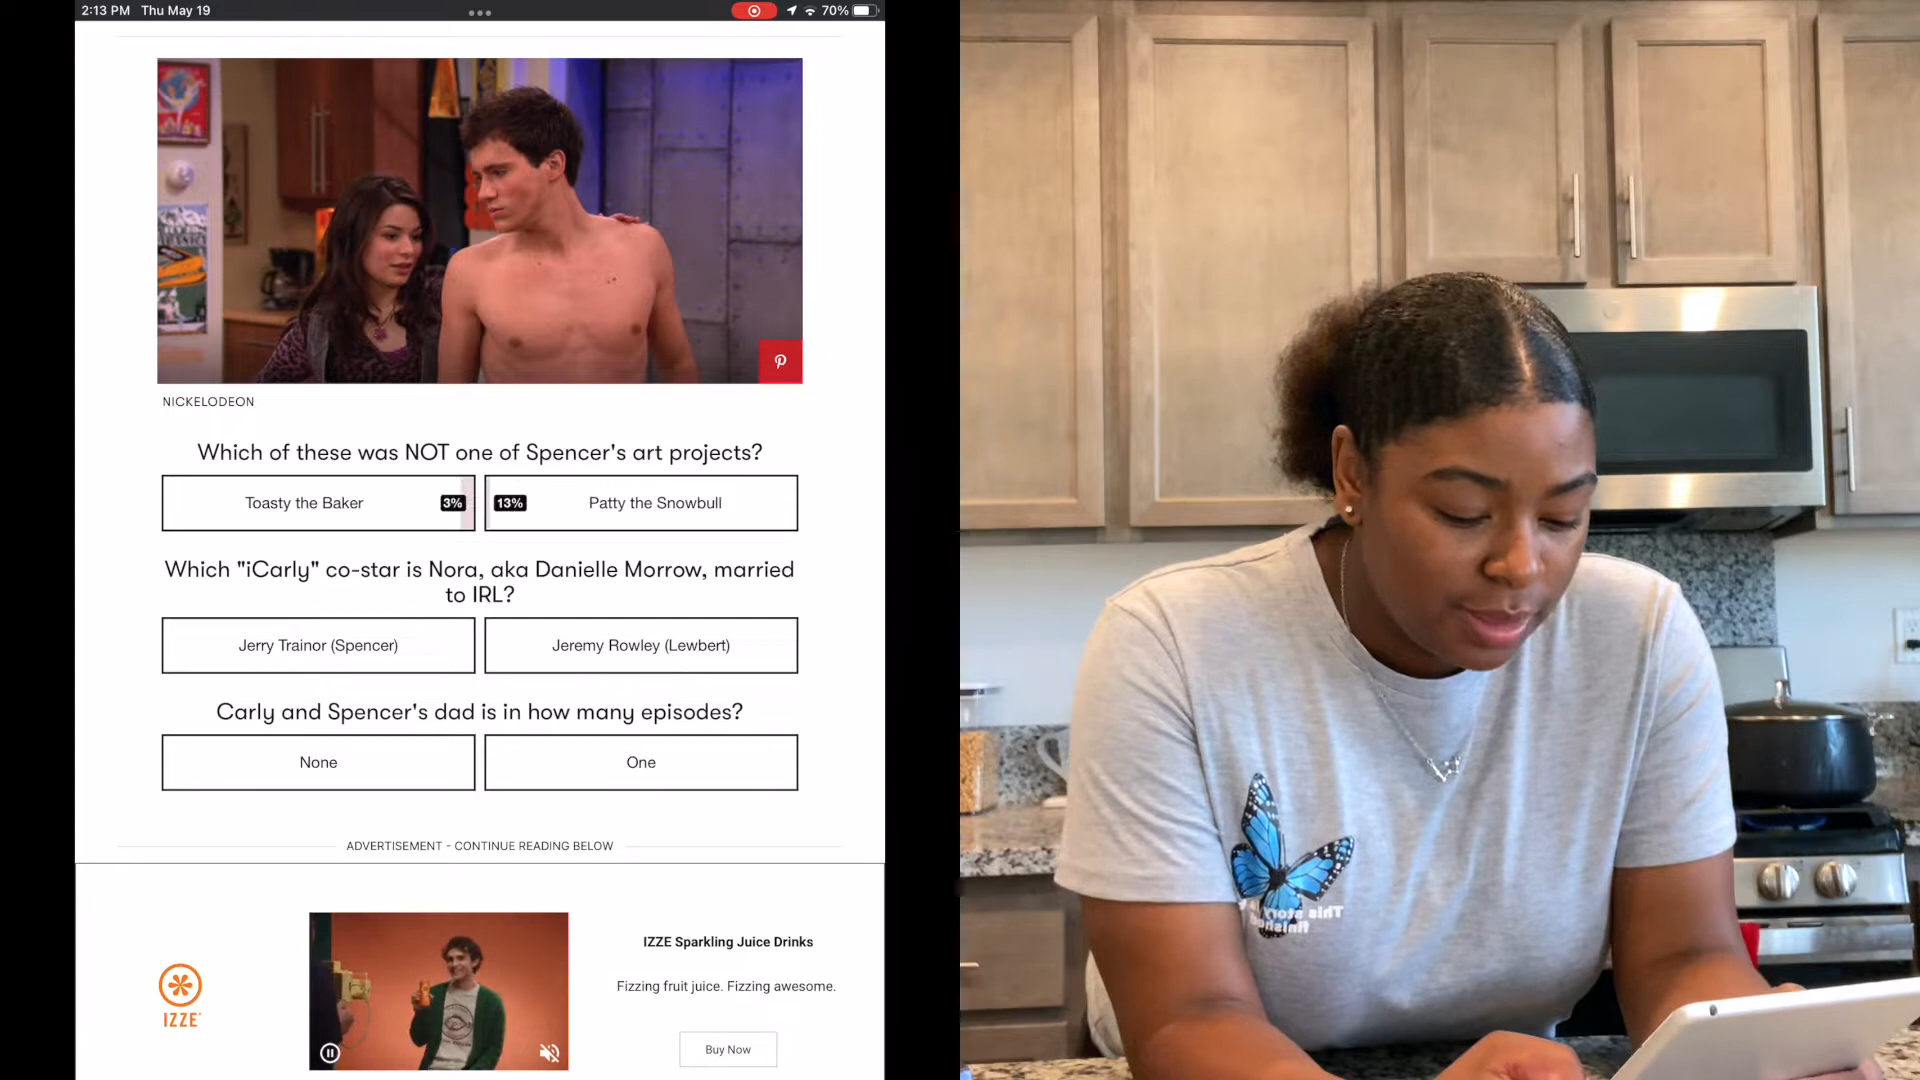 2:13 PM Thu May 19
70%
NICKELODEON
Which of these was NOT one of Spencer's art projects?
Toasty the Baker 3%
13% Patty the Snowbull
Which "iCarly" co-star is Nora, aka Danielle Morrow, married
to IRL?
Jerry Trainor (Spencer)
Jeremy Rowley (Lewbert)
Carly and Spencer's dad is in how many episodes?
None
One
ADVERTISEMENT - CONTINUE READING BELOW
IZZE
IZZE Sparkling Juice Drinks
Fizzing fruit juice. Fizzing awesome.
Buy Now
This story
finished